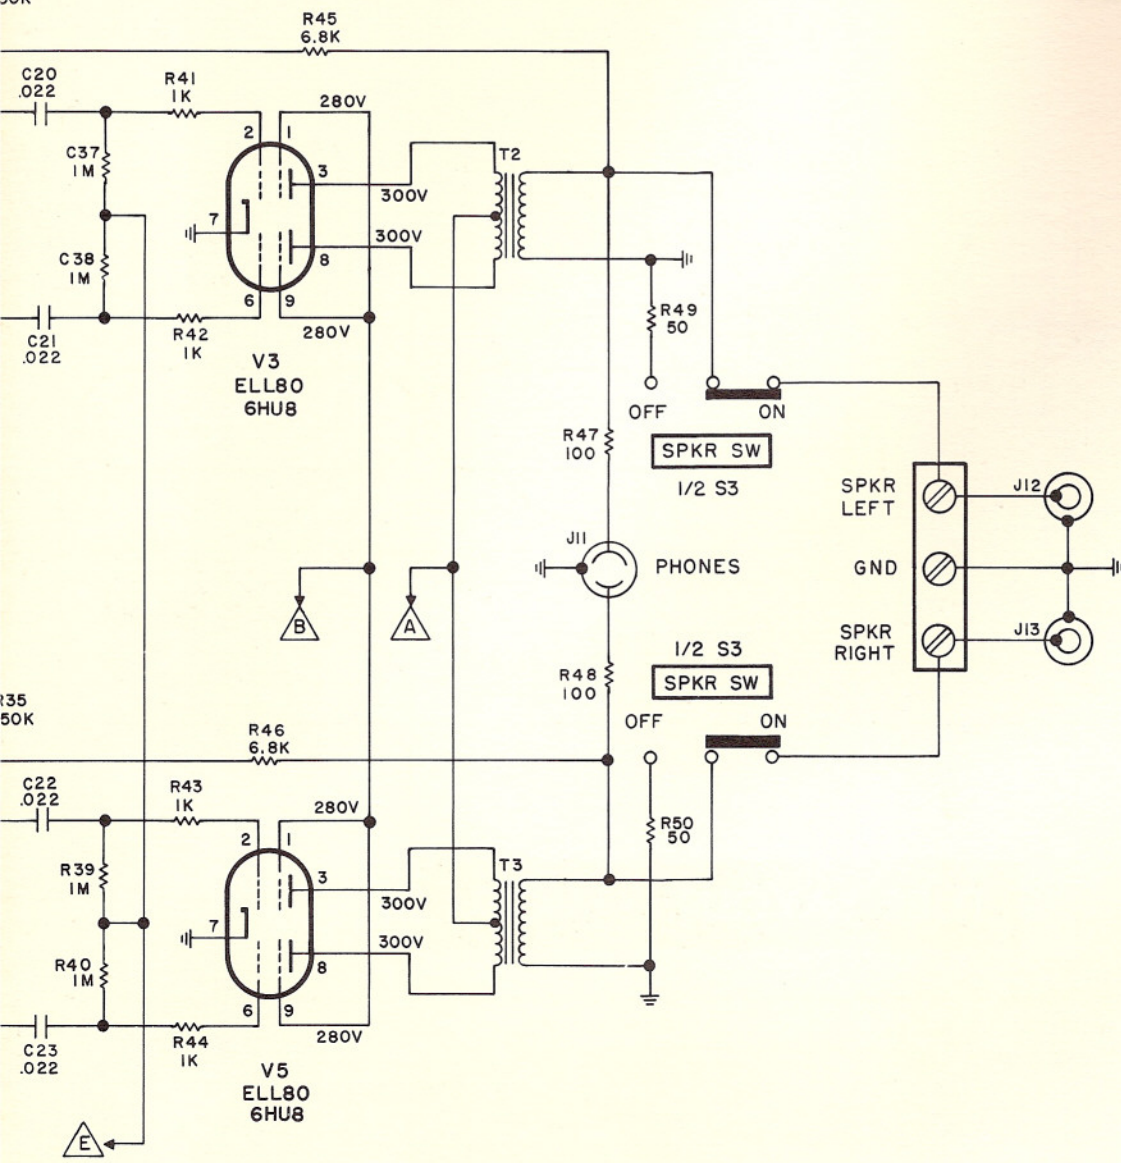 R45
6.8K
C20
.022
R41
1K
280V
2
1
T2
C37
1M
3
300V
7
300V
C38
1M
8
6
9
R49
50
C21
.022
R42
1K
280V
V3
ELL80
6HU8
OFF
ON
R47
100
SPKR SW
1/2 S3
SPKR
LEFT
J12
J11
PHONES
GND
B
A
SPKR
RIGHT
J13
1/2 S3
R48
100
SPKR SW
R35
50K
OFF
ON
R46
6.8K
C22
.022
R43
1K
280V
2
1
R50
50
T3
R39
1M
3
300V
7
300V
R40
1M
8
6
9
C23
.022
R44
1K
280V
V5
ELL80
6HU8
E